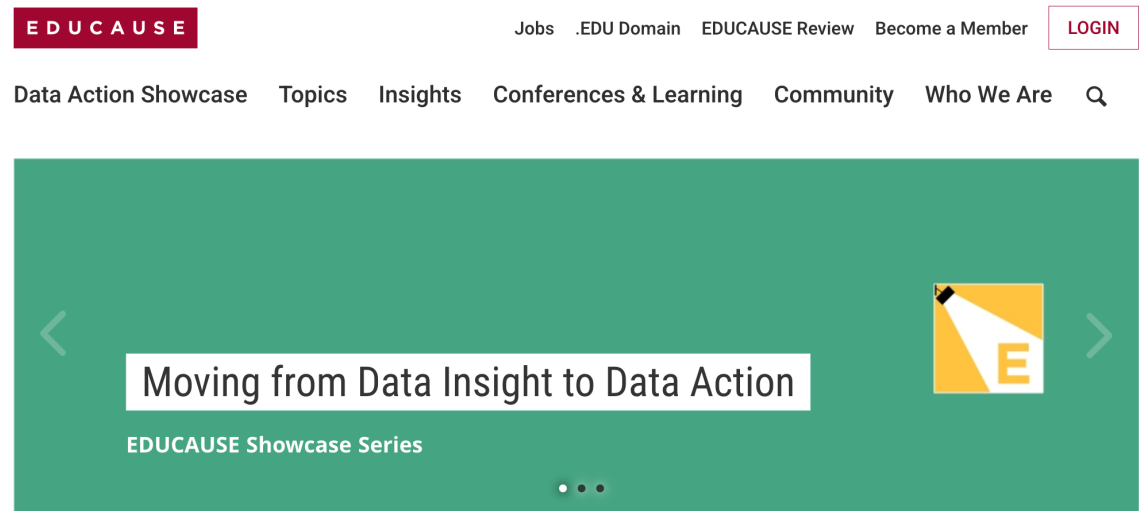 EDUCAUSE
Jobs .EDU Domain EDUCAUSE Review Become a Member LOGIN
Data Action Showcase Topics Insights Conferences & Learning Community Who We Are
E
Moving from Data Insight to Data Action
EDUCAUSE Showcase Series